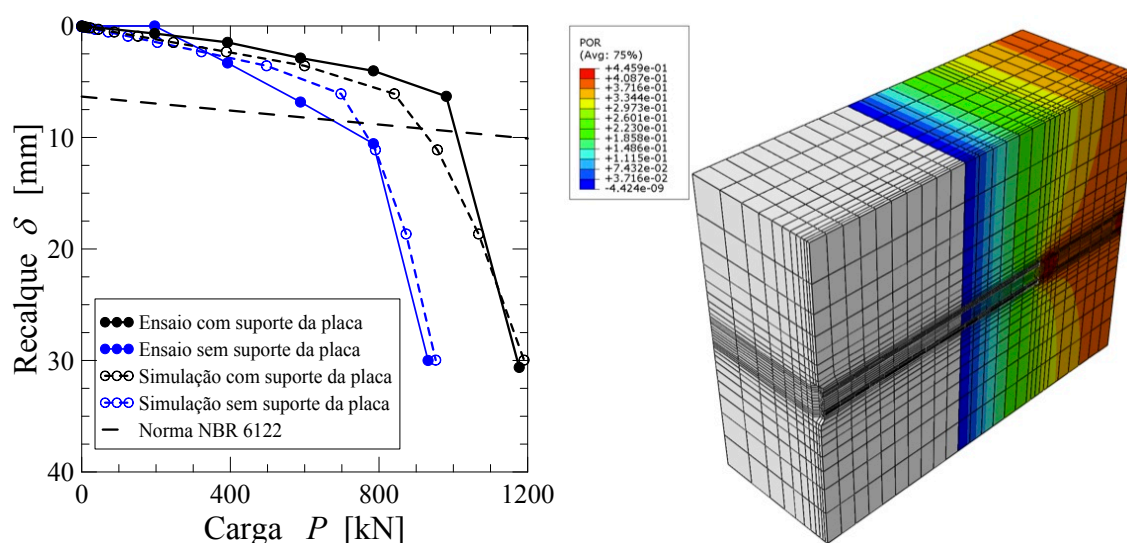 0
10
20
30
40
Recalque δ [mm]
Ensaio com suporte da placa
Ensaio sem suporte da placa
Simulação com suporte da placa
Simulação sem suporte da placa
Norma NBR 6122
0 400 800 1200
Carga P [kN]
POR
(Avg: 75%)
+4.459e-01
+4.087e-01
+3.716e-01
+3.344e-01
+2.973e-01
+2.601e-01
+2.230e-01
+1.858e-01
+1.486e-01
+1.115e-01
+7.432e-02
+3.716e-02
-4.424e-09